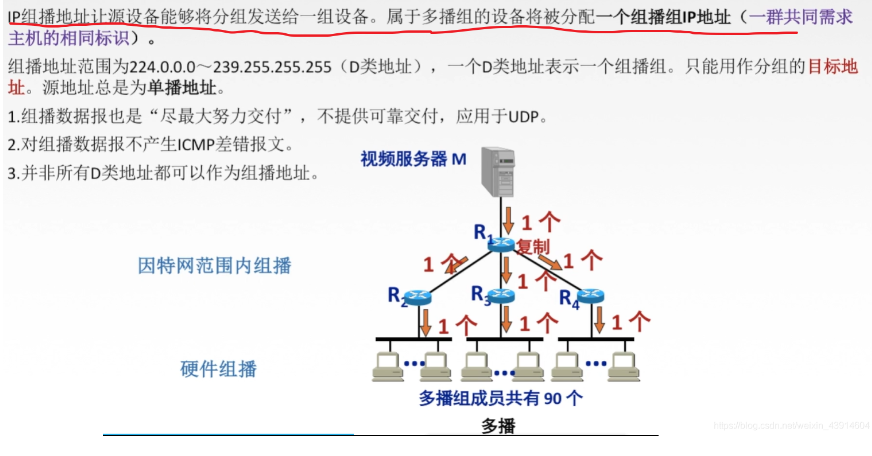 IP组播地址让源设备能够将分组发送给一组设备。属于多播组的设备将被分配一个组播组IP地址（一群共同需求
主机的相同标识）。
组播地址范围为224.0.0.0～239.255.255.255（D类地址），一个D类地址表示一个组播组。只能用作分组的目标地
址。源地址总是为单播地址。
1.组播数据报也是“尽最大努力交付”，不提供可靠交付，应用于UDP。
2.对组播数据报不产生ICMP差错报文。
3.并非所有D类地址都可以作为组播地址。
视频服务器 M
1 个
R1
复制
因特网范围内组播
1 个
1 个
1 个
R2
R3
R4
1 个
1 个
1 个
硬件组播
多播组成员共有 90 个
多播